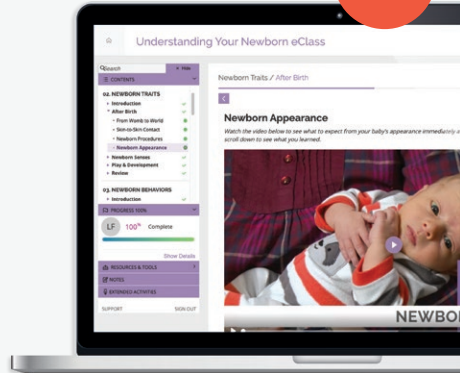 Understanding Your Newborn eClass
Search
Hide
CONTENTS
02. NEWBORN TRAITS
Introduction
After Birth
From Womb to World
Skin-to-Skin Contact
Newborn Procedures
Newborn Appearance
Newborn Senses
Play & Development
Review
03. NEWBORN BEHAVIORS
Introduction
PROGRESS 100%
LF 100% Complete
Show Details
RESOURCES & TOOLS
NOTES
EXTENDED ACTIVITIES
SUPPORT SIGN OUT
Newborn Traits / After Birth
Newborn Appearance
Watch the video below to see what to expect from your baby's appearance immediately
scroll down to see what you learned.